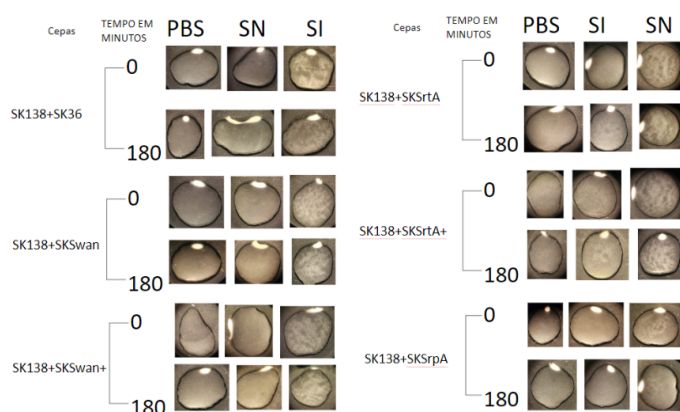 Cepas TEMPO EM MINUTOS PBS SN SI
0
SK138+SK36
180
0
SK138+SKSwan
180
0
SK138+SKSwan+
180
Cepas TEMPO EM MINUTOS PBS SI SN
0
SK138+SKSrtA
180
0
SK138+SKSrtA+
180
0
SK138+SKSrpA
180